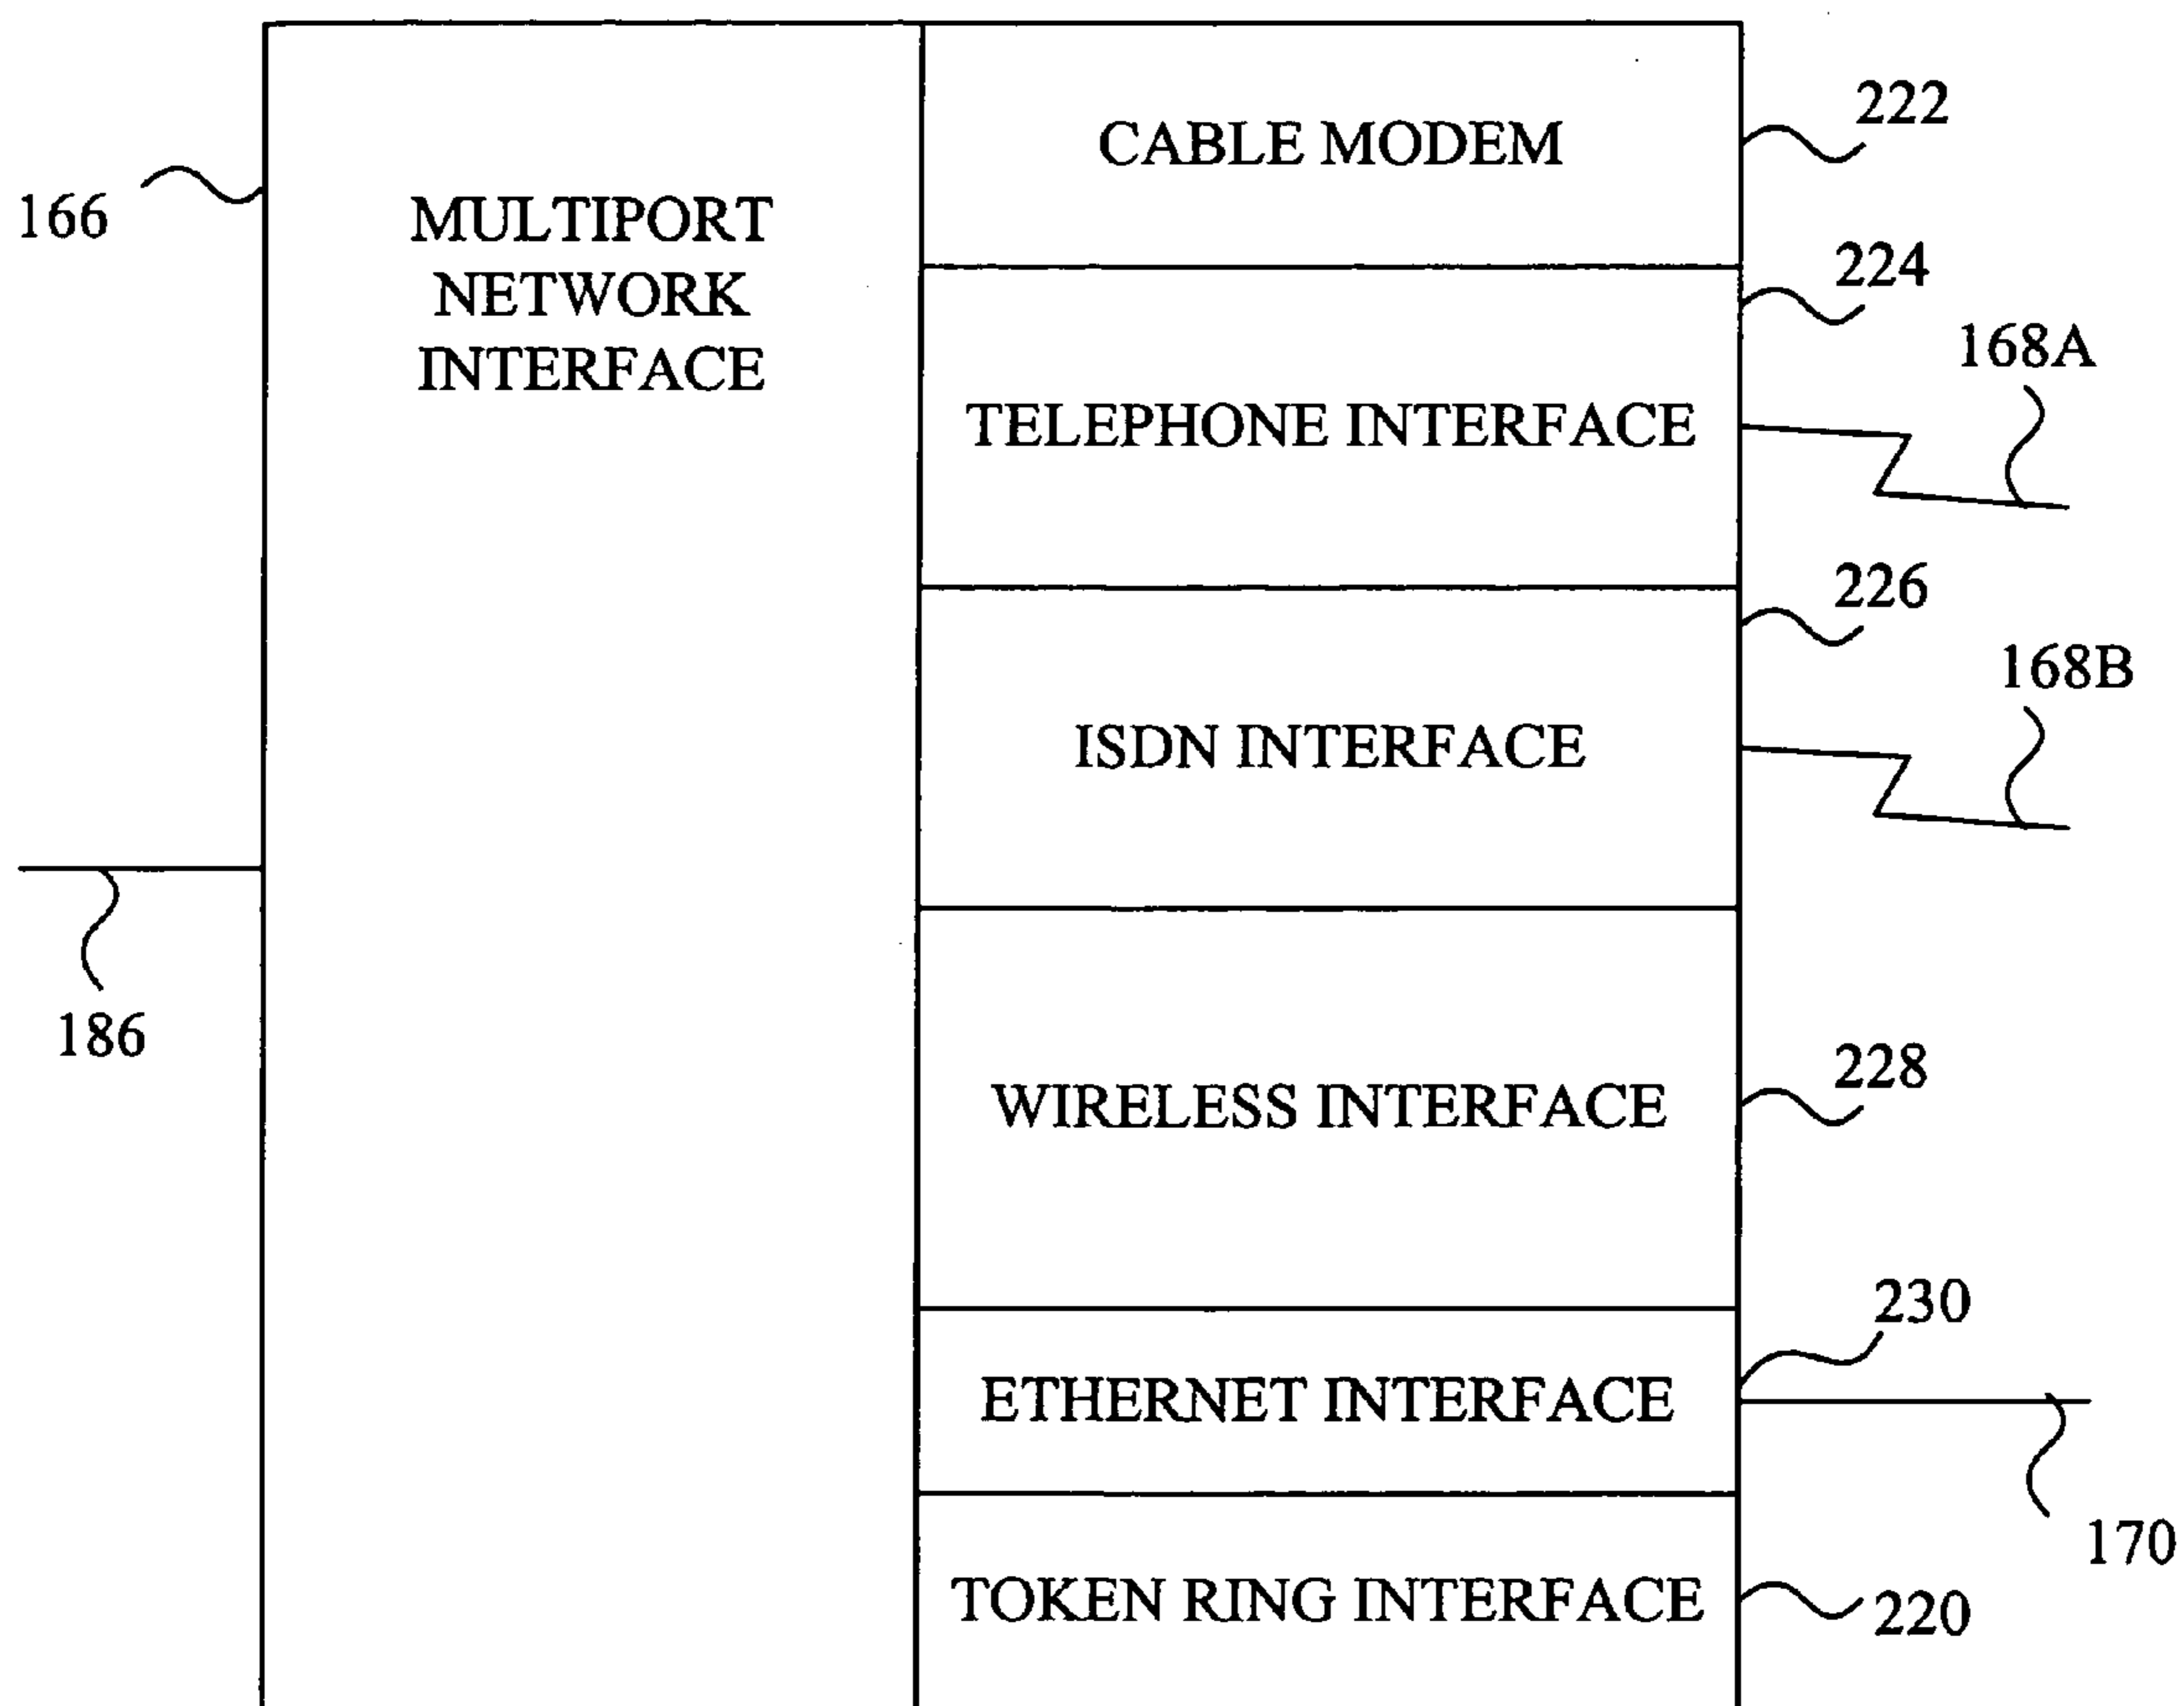 CABLE MODEM
222
166
MULTIPORT
NETWORK
INTERFACE
224
168A
TELEPHONE INTERFACE
226
168B
ISDN INTERFACE
186
228
WIRELESS INTERFACE
230
ETHERNET INTERFACE
170
TOKEN RING INTERFACE
220